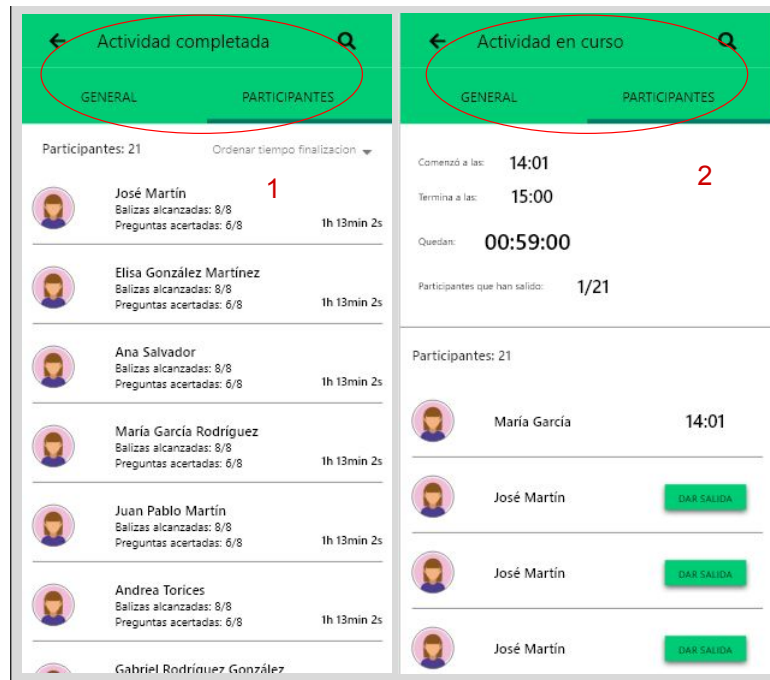 Actividad completada
GENERAL PARTICIPANTES
Participantes: 21 Ordenar tiempo finalizacion
1
José Martín
Balizas alcanzadas: 8/8
Preguntas acertadas: 6/8 1h 13min 2s
Elisa González Martínez
Balizas alcanzadas: 8/8
Preguntas acertadas: 6/8 1h 13min 2s
Ana Salvador
Balizas alcanzadas: 8/8
Preguntas acertadas: 6/8 1h 13min 2s
María García Rodríguez
Balizas alcanzadas: 8/8
Preguntas acertadas: 6/8 1h 13min 2s
Juan Pablo Martín
Balizas alcanzadas: 8/8
Preguntas acertadas: 6/8 1h 13min 2s
Andrea Torices
Balizas alcanzadas: 8/8
Preguntas acertadas: 6/8 1h 13min 2s
Gabriel Rodríguez González
Actividad en curso
GENERAL PARTICIPANTES
2
Comenzó a las: 14:01
Termina a las: 15:00
Quedan: 00:59:00
Participantes que han salido: 1/21
Participantes: 21
María García 14:01
José Martín DAR SALIDA
José Martín DAR SALIDA
José Martín DAR SALIDA